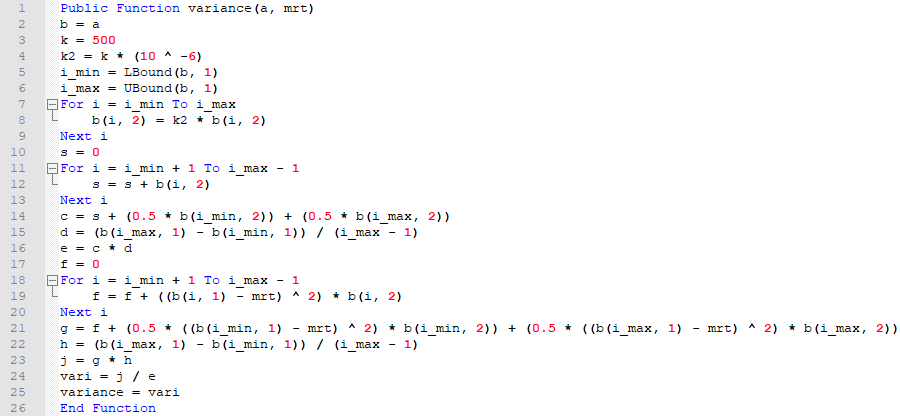 1 Public Function variance(a, mrt)
2 b = a
3 k = 500
4 k2 = k * (10 ^ -6)
5 i_min = LBound(b, 1)
6 i_max = UBound(b, 1)
7 For i = i_min To i_max
8 b(i, 2) = k2 * b(i, 2)
9 Next i
10 s = 0
11 For i = i_min + 1 To i_max - 1
12 s = s + b(i, 2)
13 Next i
14 c = s + (0.5 * b(i_min, 2)) + (0.5 * b(i_max, 2))
15 d = (b(i_max, 1) - b(i_min, 1)) / (i_max - 1)
16 e = c * d
17 f = 0
18 For i = i_min + 1 To i_max - 1
19 f = f + ((b(i, 1) - mrt) ^ 2) * b(i, 2)
20 Next i
21 g = f + (0.5 * ((b(i_min, 1) - mrt) ^ 2) * b(i_min, 2)) + (0.5 * ((b(i_max, 1) - mrt) ^ 2) * b(i_max, 2))
22 h = (b(i_max, 1) - b(i_min, 1)) / (i_max - 1)
23 j = g * h
24 vari = j / e
25 variance = vari
26 End Function